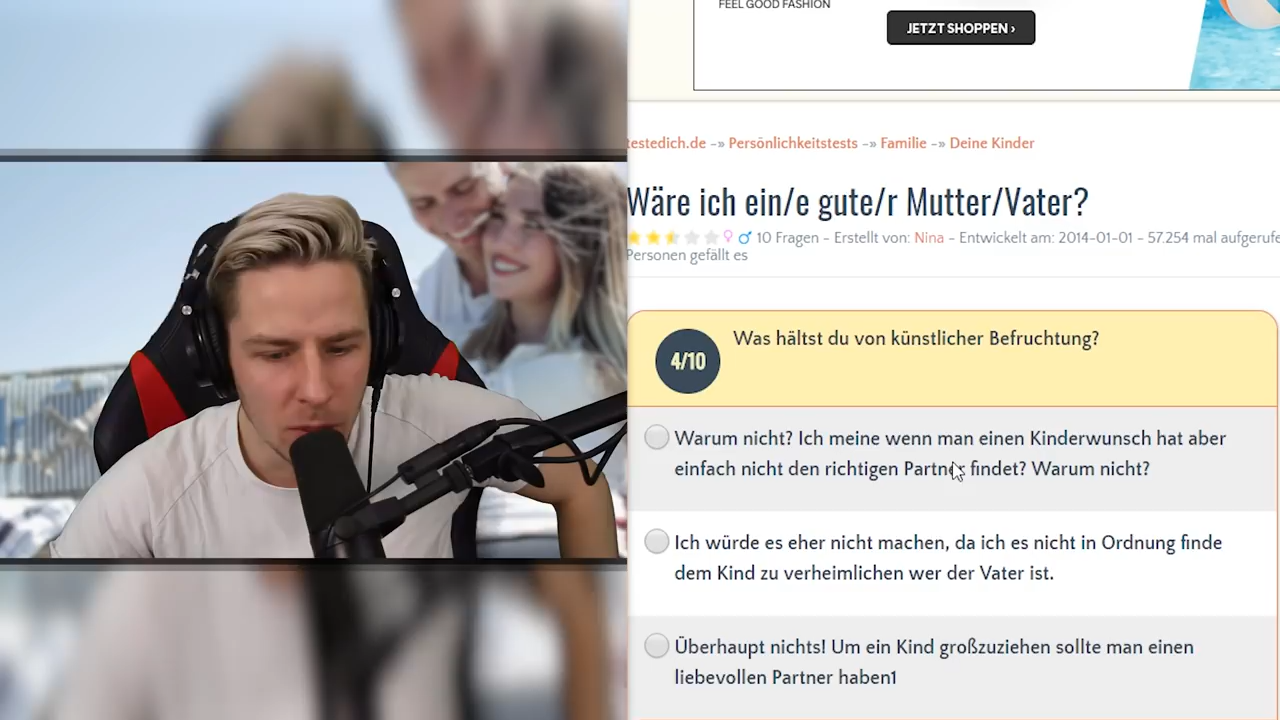 FEEL GOOD FASHION
JETZT SHOPPEN ›
testedich.de -» Persönlichkeitstests -» Familie -» Deine Kinder
Wäre ich ein/e gute/r Mutter/Vater?
10 Fragen - Erstellt von: Nina - Entwickelt am: 2014-01-01 - 57.254 mal aufgerufe
Personen gefällt es
4/10
Was hältst du von künstlicher Befruchtung?
Warum nicht? Ich meine wenn man einen Kinderwunsch hat aber
einfach nicht den richtigen Partner findet? Warum nicht?
Ich würde es eher nicht machen, da ich es nicht in Ordnung finde
dem Kind zu verheimlichen wer der Vater ist.
Überhaupt nichts! Um ein Kind großzuziehen sollte man einen
liebevollen Partner haben1